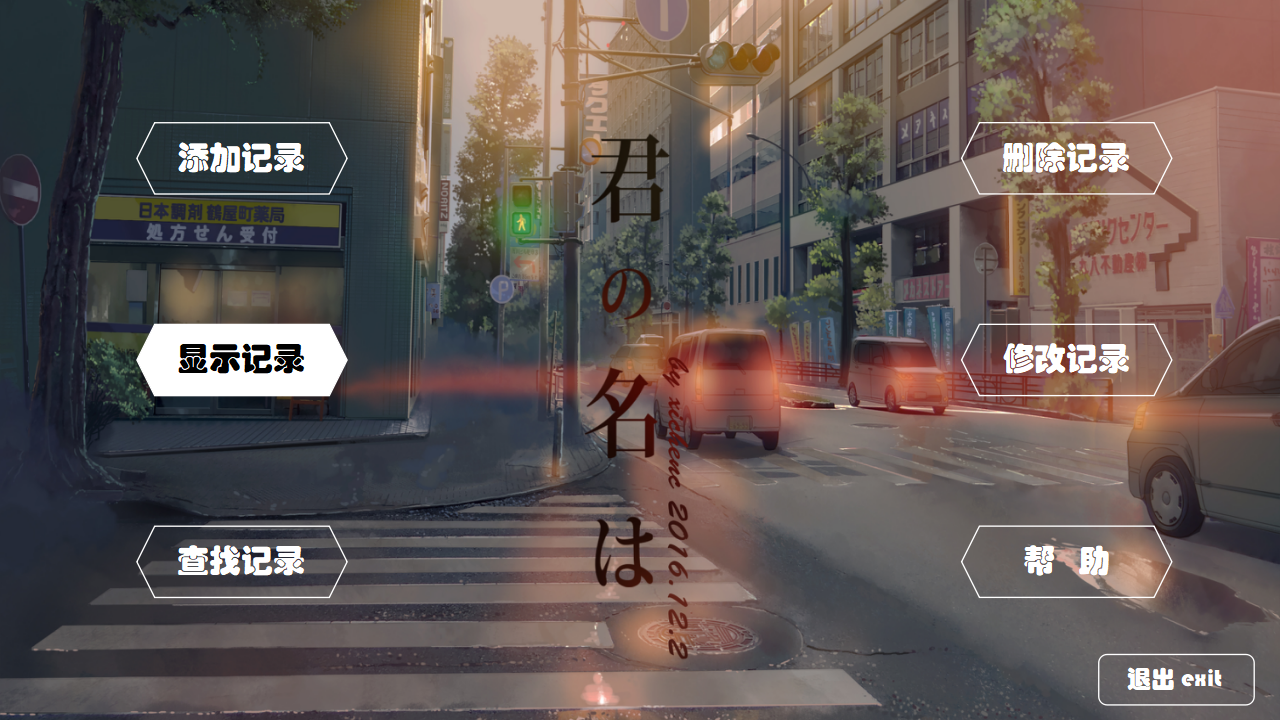 添加记录
删除记录
日本調剤 鶴屋町薬局
処方せん受付
君の名は
by xichenc 2016.12.2
显示记录
修改记录
查找记录
帮 助
退出 exit